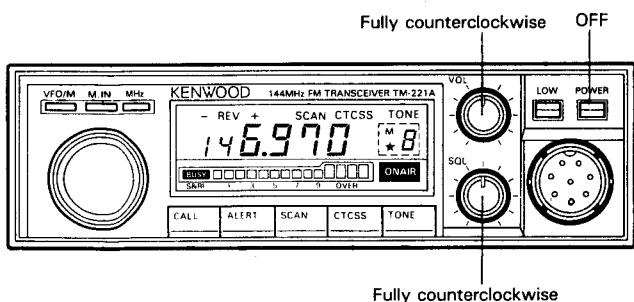 Fully counterclockwise
OFF
VFO/M M.IN MHz
KENWOOD 144MHz FM TRANSCEIVER TM-221A
VOL
LOW POWER
− REV + SCAN CTCSS TONE
146.970
M
★ 8
BUSY
ON AIR
S&RF 1 3 5 7 9 OVER
SQL
CALL ALERT SCAN CTCSS TONE
Fully counterclockwise